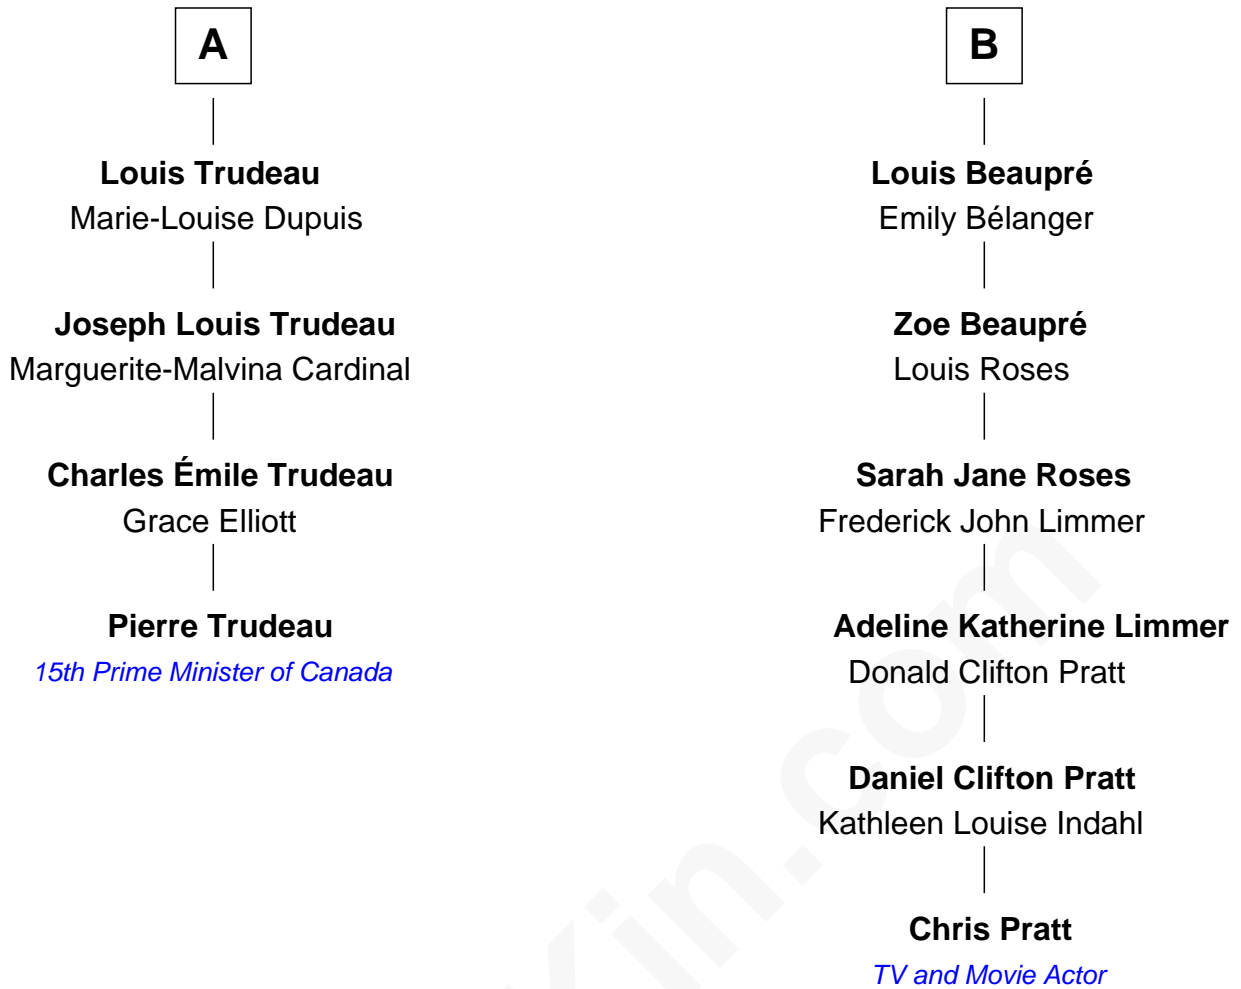 A
Louis Trudeau
Marie-Louise Dupuis
Joseph Louis Trudeau
Marguerite-Malvina Cardinal
Charles Émile Trudeau
Grace Elliott
Pierre Trudeau
15th Prime Minister of Canada
B
Louis Beaupré
Emily Bélanger
Zoe Beaupré
Louis Roses
Sarah Jane Roses
Frederick John Limmer
Adeline Katherine Limmer
Donald Clifton Pratt
Daniel Clifton Pratt
Kathleen Louise Indahl
Chris Pratt
TV and Movie Actor
Kin.com